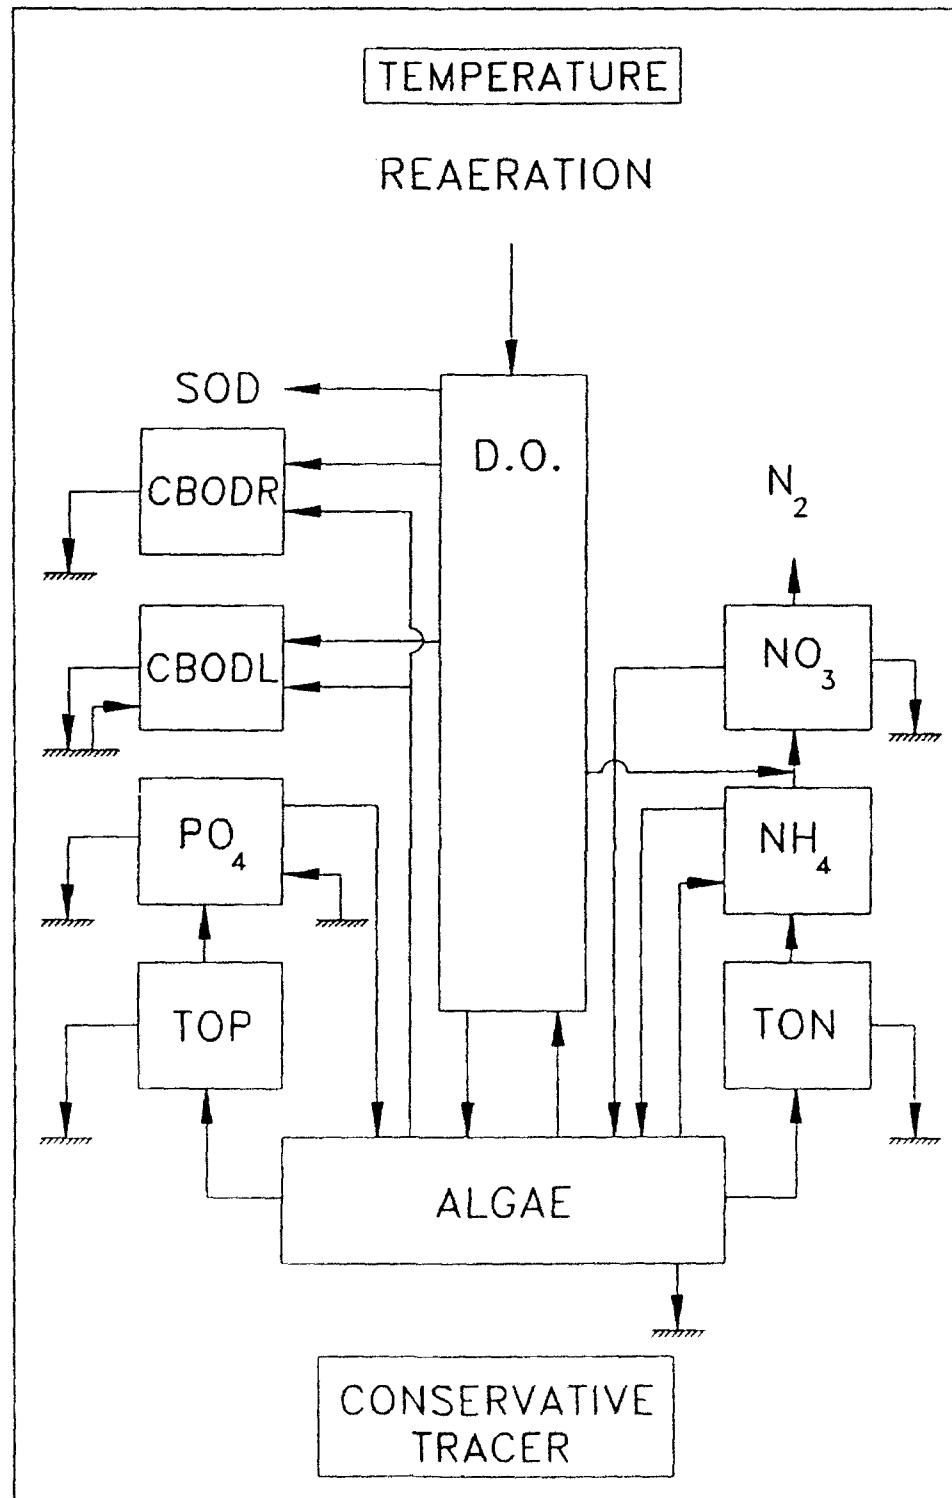 TEMPERATURE
REAERATION
SOD
D.O.
CBODR
N₂
CBODL
NO₃
PO₄
NH₄
TOP
TON
ALGAE
CONSERVATIVE
TRACER